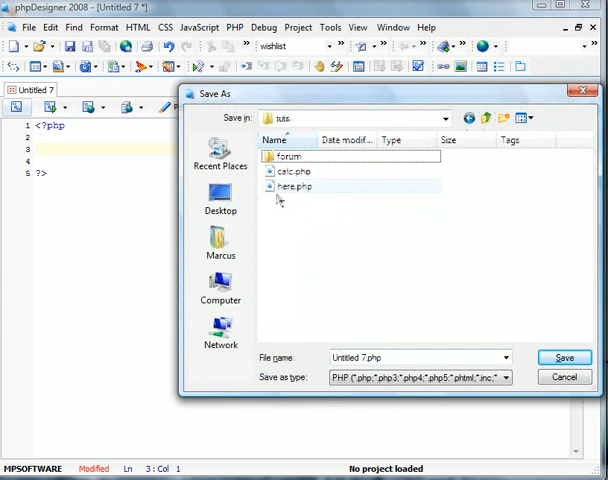 phpDesigner 2008 - [Untitled 7 *]
File Edit Find Format HTML CSS JavaScript PHP Debug Project Tools View Window Help
wishlist
Untitled 7
1 <?php
2
3
4
5 ?>
Save As
Save in: tuts
Name Date modif... Type Size Tags
forum
calc.php
here.php
Recent Places
Desktop
Marcus
Computer
Network
File name: Untitled 7.php Save
Save as type: PHP (*.php;*.php3;*.php4;*.php5;*.phtml;*.inc;* Cancel
MPSOFTWARE Modified Ln 3 : Col 1 No project loaded